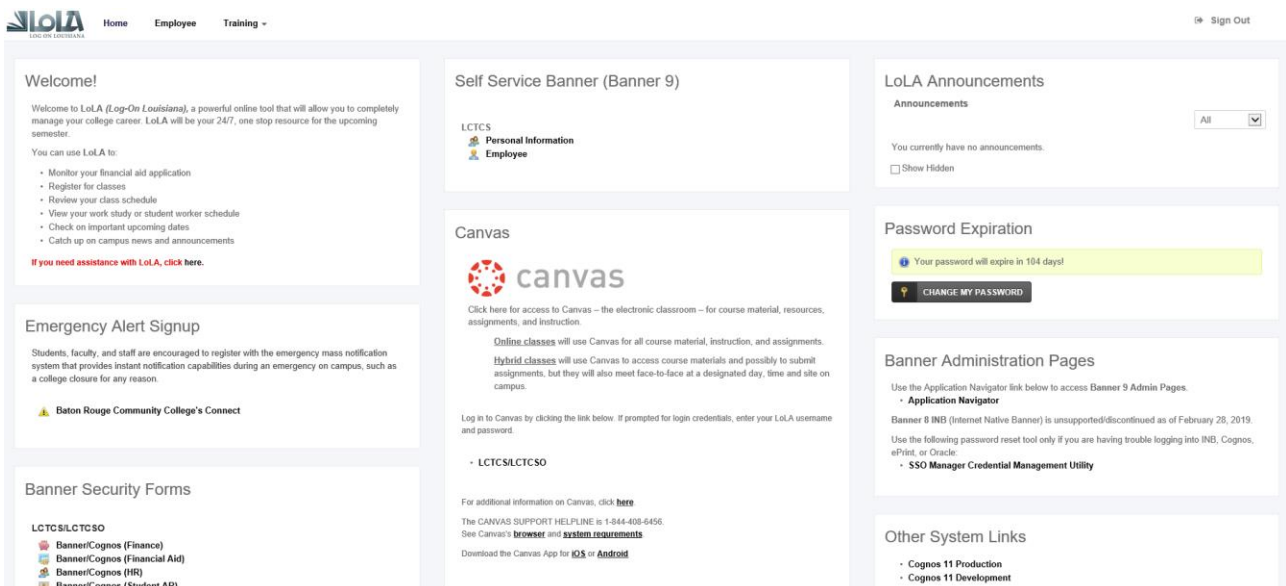 LoLA
LOG ON LOUISIANA
Home
Employee
Training
Sign Out
Welcome!
Welcome to LoLA (Log-On Louisiana), a powerful online tool that will allow you to completely
manage your college career. LoLA will be your 24/7, one stop resource for the upcoming
semester.
You can use LoLA to:
• Monitor your financial aid application
• Register for classes
• Review your class schedule
• View your work study or student worker schedule
• Check on important upcoming dates
• Catch up on campus news and announcements
If you need assistance with LoLA, click here.
Emergency Alert Signup
Students, faculty, and staff are encouraged to register with the emergency mass notification
system that provides instant notification capabilities during an emergency on campus, such as
a college closure for any reason.
Baton Rouge Community College's Connect
Banner Security Forms
LCTCS/LCTCSO
Banner/Cognos (Finance)
Banner/Cognos (Financial Aid)
Banner/Cognos (HR)
Banner/Cognos (Student AR)
Self Service Banner (Banner 9)
LCTCS
Personal Information
Employee
Canvas
canvas
Click here for access to Canvas – the electronic classroom – for course material, resources,
assignments, and instruction.
Online classes will use Canvas for all course material, instruction, and assignments.
Hybrid classes will use Canvas to access course materials and possibly to submit
assignments, but they will also meet face-to-face at a designated day, time and site on
campus.
Log in to Canvas by clicking the link below. If prompted for login credentials, enter your LoLA username
and password.
• LCTCS/LCTCSO
For additional information on Canvas, click here.
The CANVAS SUPPORT HELPLINE is 1-844-408-6456.
See Canvas's browser and system requrements.
Download the Canvas App for iOS or Android
LoLA Announcements
Announcements
All
You currently have no announcements.
Show Hidden
Password Expiration
Your password will expire in 104 days!
CHANGE MY PASSWORD
Banner Administration Pages
Use the Application Navigator link below to access Banner 9 Admin Pages.
• Application Navigator
Banner 8 INB (Internet Native Banner) is unsupported/discontinued as of February 28, 2019.
Use the following password reset tool only if you are having trouble logging into INB, Cognos,
ePrint, or Oracle:
• SSO Manager Credential Management Utility
Other System Links
• Cognos 11 Production
• Cognos 11 Development